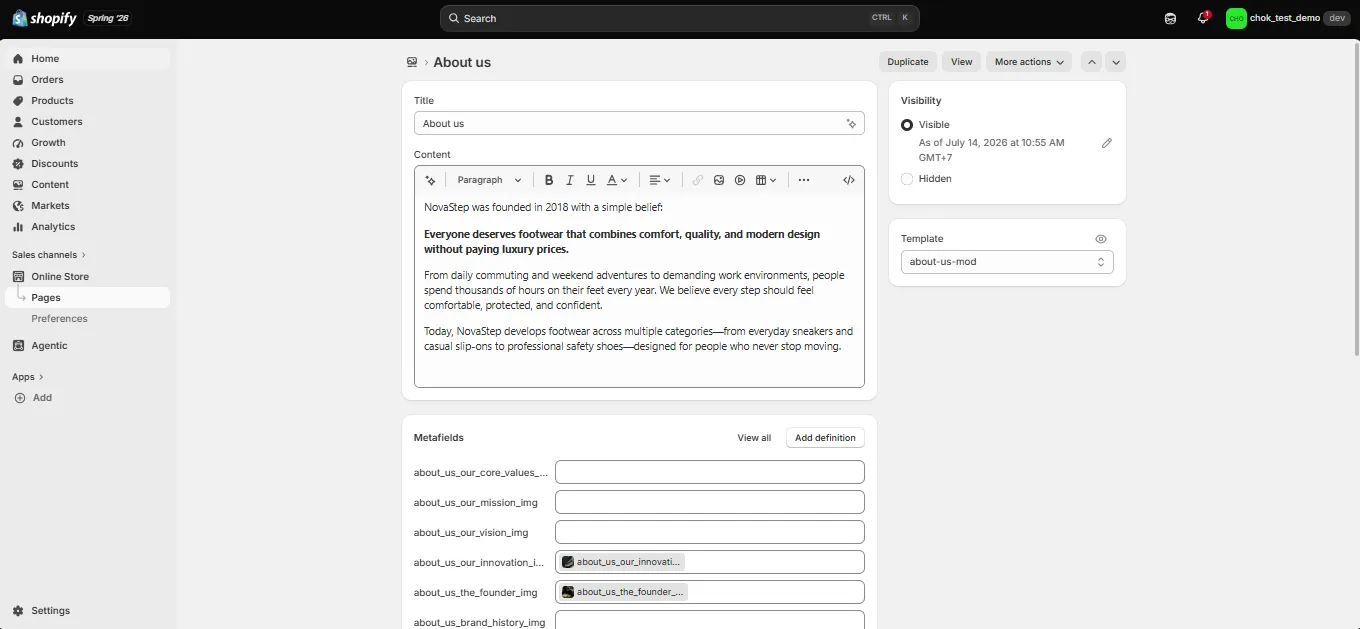 shopify Spring '26
Search CTRL K
1
CHO chok_test_demo dev
Home
Orders
Products
Customers
Growth
Discounts
Content
Markets
Analytics
Sales channels
Online Store
Pages
Preferences
Agentic
Apps
Add
Settings
About us
Duplicate View More actions
Title
About us
Content
Paragraph B I U A
NovaStep was founded in 2018 with a simple belief:
Everyone deserves footwear that combines comfort, quality, and modern design
without paying luxury prices.
From daily commuting and weekend adventures to demanding work environments, people
spend thousands of hours on their feet every year. We believe every step should feel
comfortable, protected, and confident.
Today, NovaStep develops footwear across multiple categories—from everyday sneakers and
casual slip-ons to professional safety shoes—designed for people who never stop moving.
Metafields View all Add definition
about_us_our_core_values_...
about_us_our_mission_img
about_us_our_vision_img
about_us_our_innovation_i... about_us_our_innovati...
about_us_the_founder_img about_us_the_founder_...
about_us_brand_history_img
Visibility
Visible
As of July 14, 2026 at 10:55 AM
GMT+7
Hidden
Template
about-us-mod